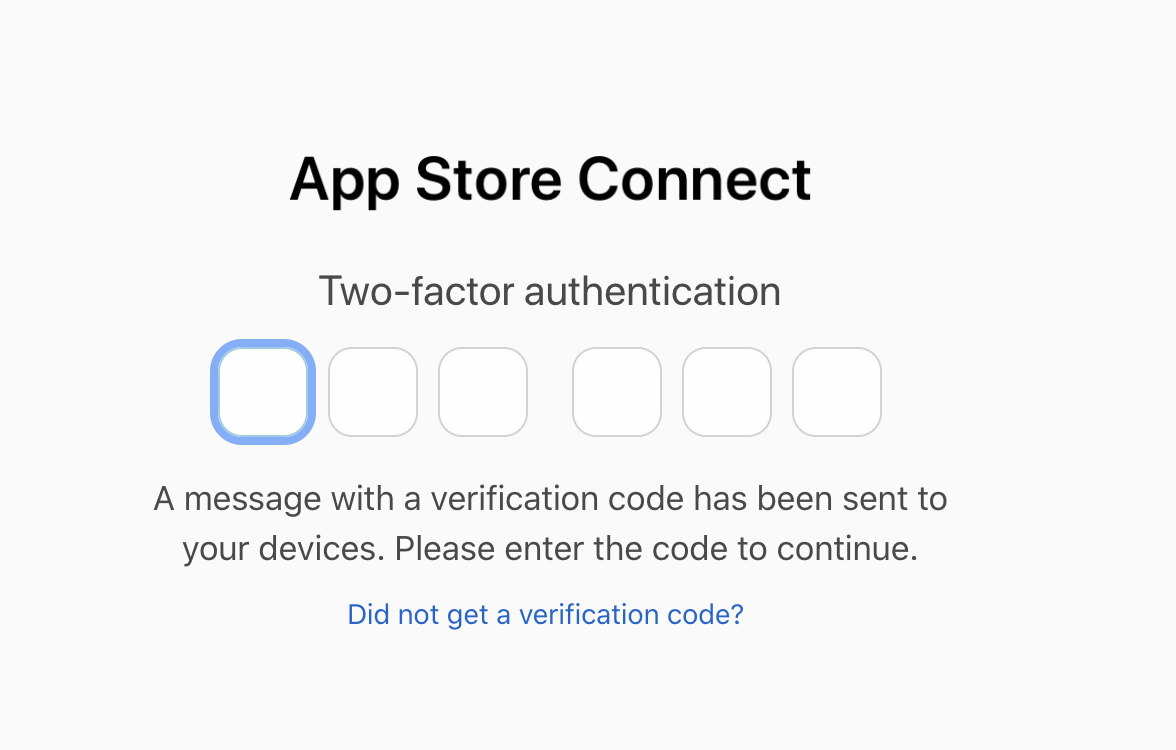 App Store Connect
Two-factor authentication
A message with a verification code has been sent to
your devices. Please enter the code to continue.
Did not get a verification code?